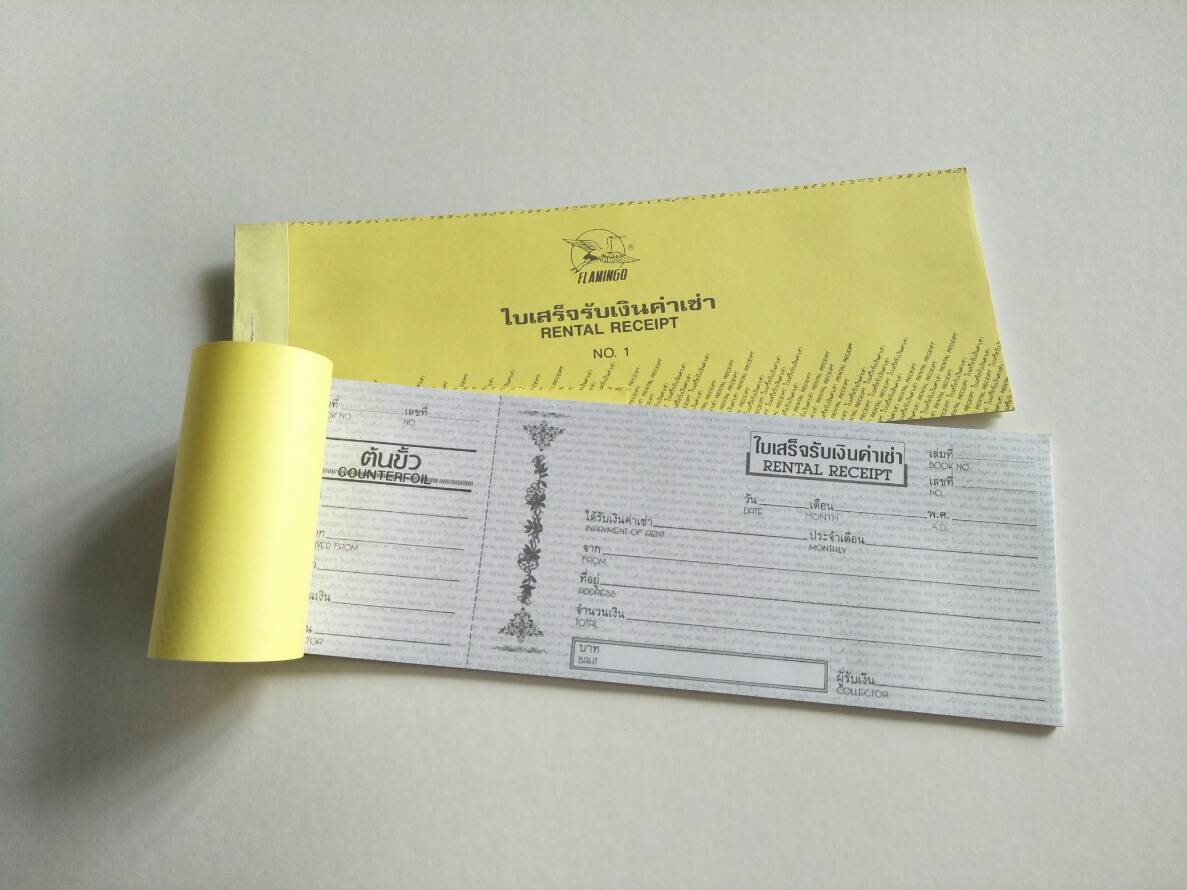 FLAMINGO
®
ใบเสร็จรับเงินค่าเช่า
RENTAL RECEIPT
NO. 1
เลขที่
NO.
ต้นขั้ว
COUNTERFOIL
ใบเสร็จรับเงินค่าเช่า
RENTAL RECEIPT
เล่มที่
BOOK NO.
เลขที่
NO.
วัน เดือน พ.ศ.
DATE MONTH A.D.
ได้รับเงินค่าเช่า ประจำเดือน
INPAYMENT OF RENT MONTHLY
จาก
FROM
ที่อยู่
ADDRESS
จำนวนเงิน
TOTAL
บาท
BAHT
ผู้รับเงิน
COLLECTOR